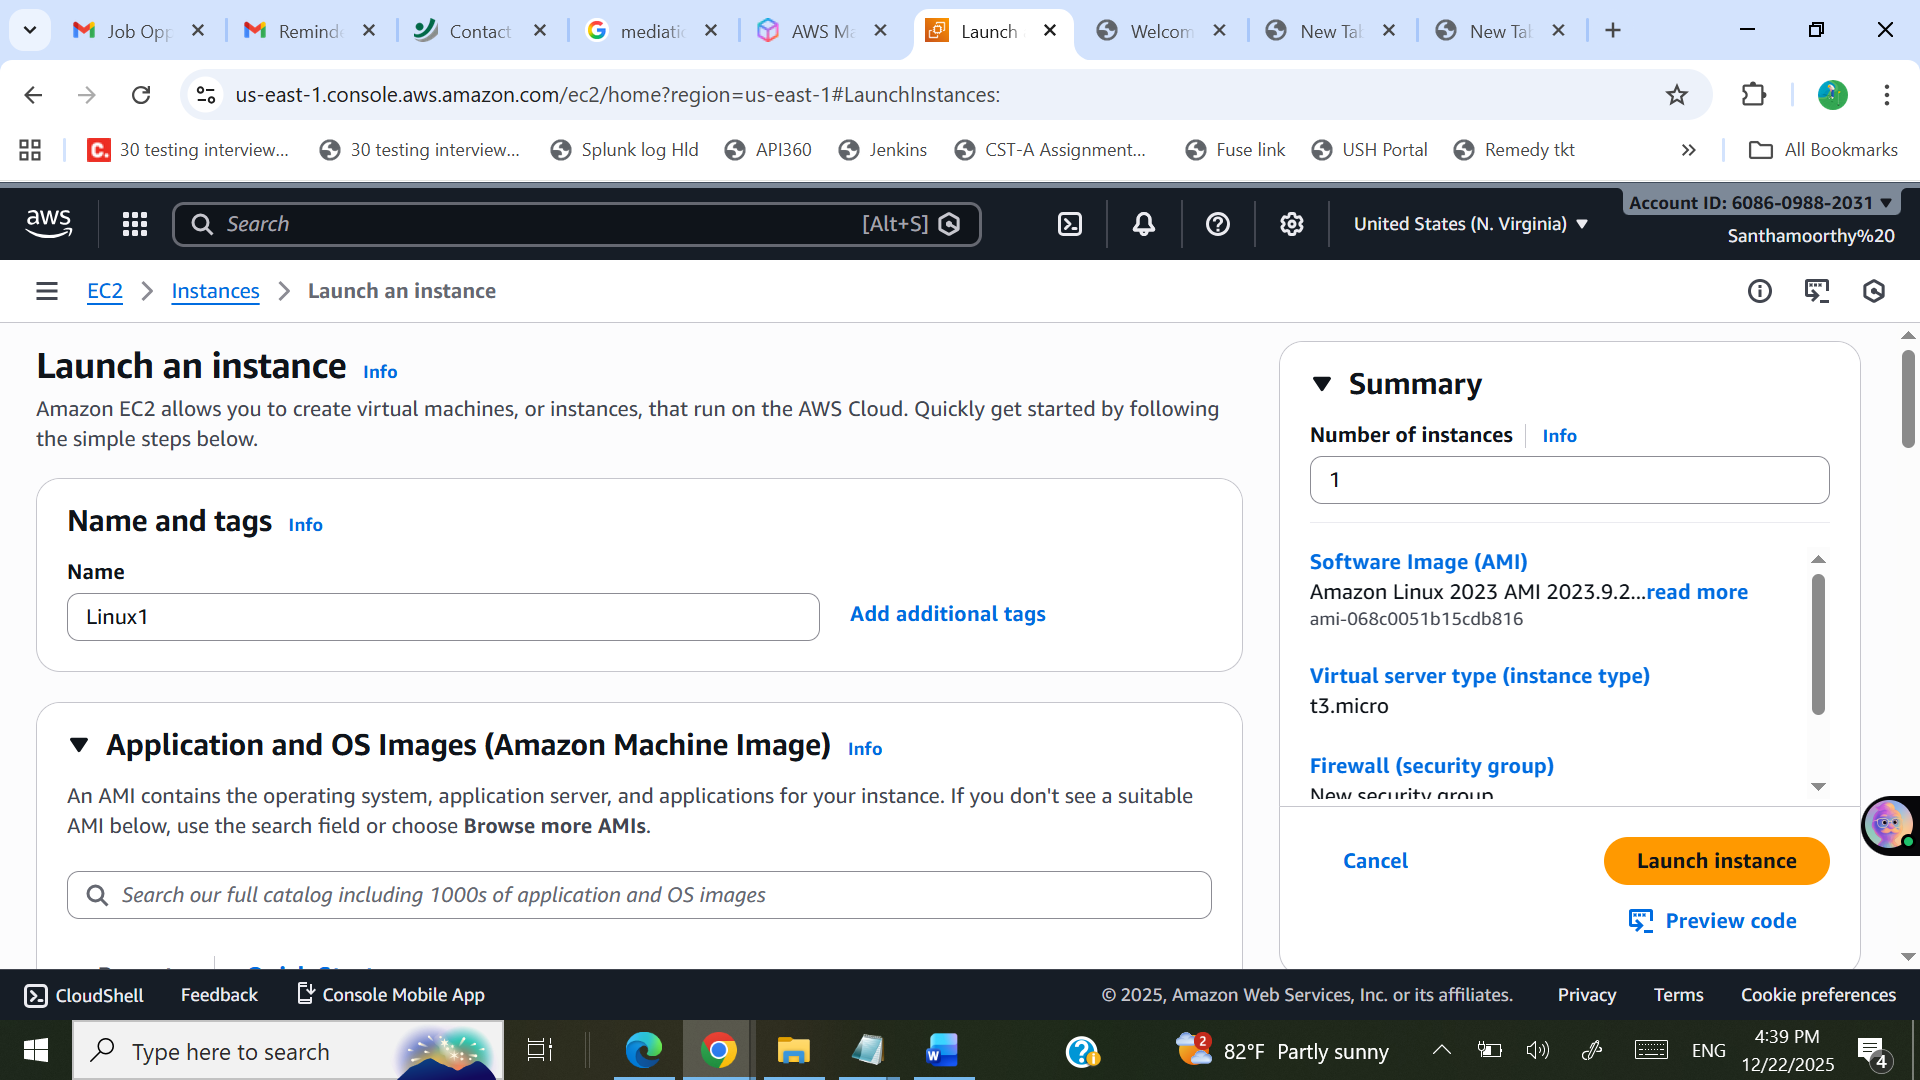 Job Opp
Reminde
Contact
mediatio
AWS Ma
Launch
Welcom
New Tab
New Tab
us-east-1.console.aws.amazon.com/ec2/home?region=us-east-1#LaunchInstances:
30 testing interview...
30 testing interview...
Splunk log Hld
API360
Jenkins
CST-A Assignment...
Fuse link
USH Portal
Remedy tkt
All Bookmarks
aws
Search
[Alt+S]
United States (N. Virginia)
Account ID: 6086-0988-2031
Santhamoorthy%20
EC2
Instances
Launch an instance
Launch an instance Info
Amazon EC2 allows you to create virtual machines, or instances, that run on the AWS Cloud. Quickly get started by following
the simple steps below.
Name and tags Info
Name
Linux1
Add additional tags
Application and OS Images (Amazon Machine Image) Info
An AMI contains the operating system, application server, and applications for your instance. If you don't see a suitable
AMI below, use the search field or choose Browse more AMIs.
Search our full catalog including 1000s of application and OS images
Quick Start
Summary
Number of instances Info
1
Software Image (AMI)
Amazon Linux 2023 AMI 2023.9.2...read more
ami-068c0051b15cdb816
Virtual server type (instance type)
t3.micro
Firewall (security group)
New security group
Cancel
Launch instance
Preview code
CloudShell
Feedback
Console Mobile App
© 2025, Amazon Web Services, Inc. or its affiliates.
Privacy
Terms
Cookie preferences
Type here to search
2
82°F Partly sunny
ENG
4:39 PM
12/22/2025
4